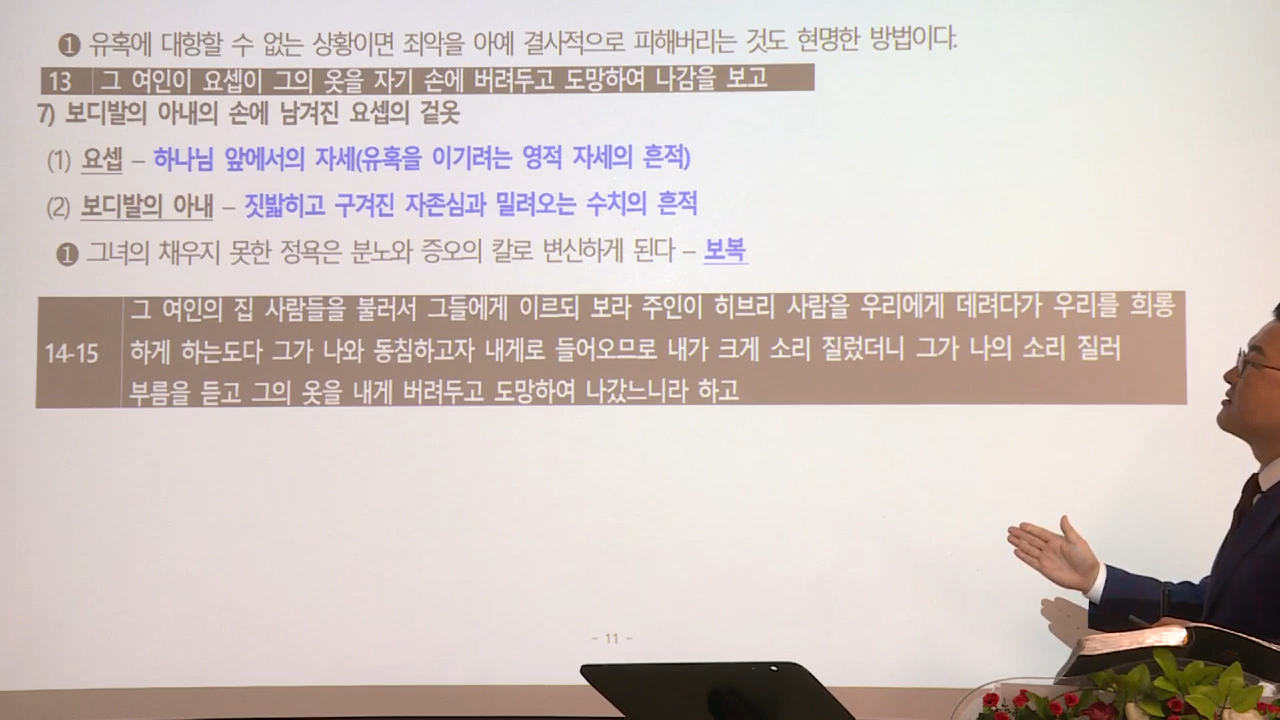 ❶ 유혹에 대항할 수 없는 상황이면 죄악을 아예 결사적으로 피해버리는 것도 현명한 방법이다.
13 그 여인이 요셉이 그의 옷을 자기 손에 버려두고 도망하여 나감을 보고
7) 보디발의 아내의 손에 남겨진 요셉의 겉옷
(1) 요셉 – 하나님 앞에서의 자세(유혹을 이기려는 영적 자세의 흔적)
(2) 보디발의 아내 – 짓밟히고 구겨진 자존심과 밀려오는 수치의 흔적
❶ 그녀의 채우지 못한 정욕은 분노와 증오의 칼로 변신하게 된다 – 보복
그 여인의 집 사람들을 불러서 그들에게 이르되 보라 주인이 히브리 사람을 우리에게 데려다가 우리를 희롱
14-15 하게 하는도다 그가 나와 동침하고자 내게로 들어오므로 내가 크게 소리 질렀더니 그가 나의 소리 질러
부름을 듣고 그의 옷을 내게 버려두고 도망하여 나갔느니라 하고
- 11 -